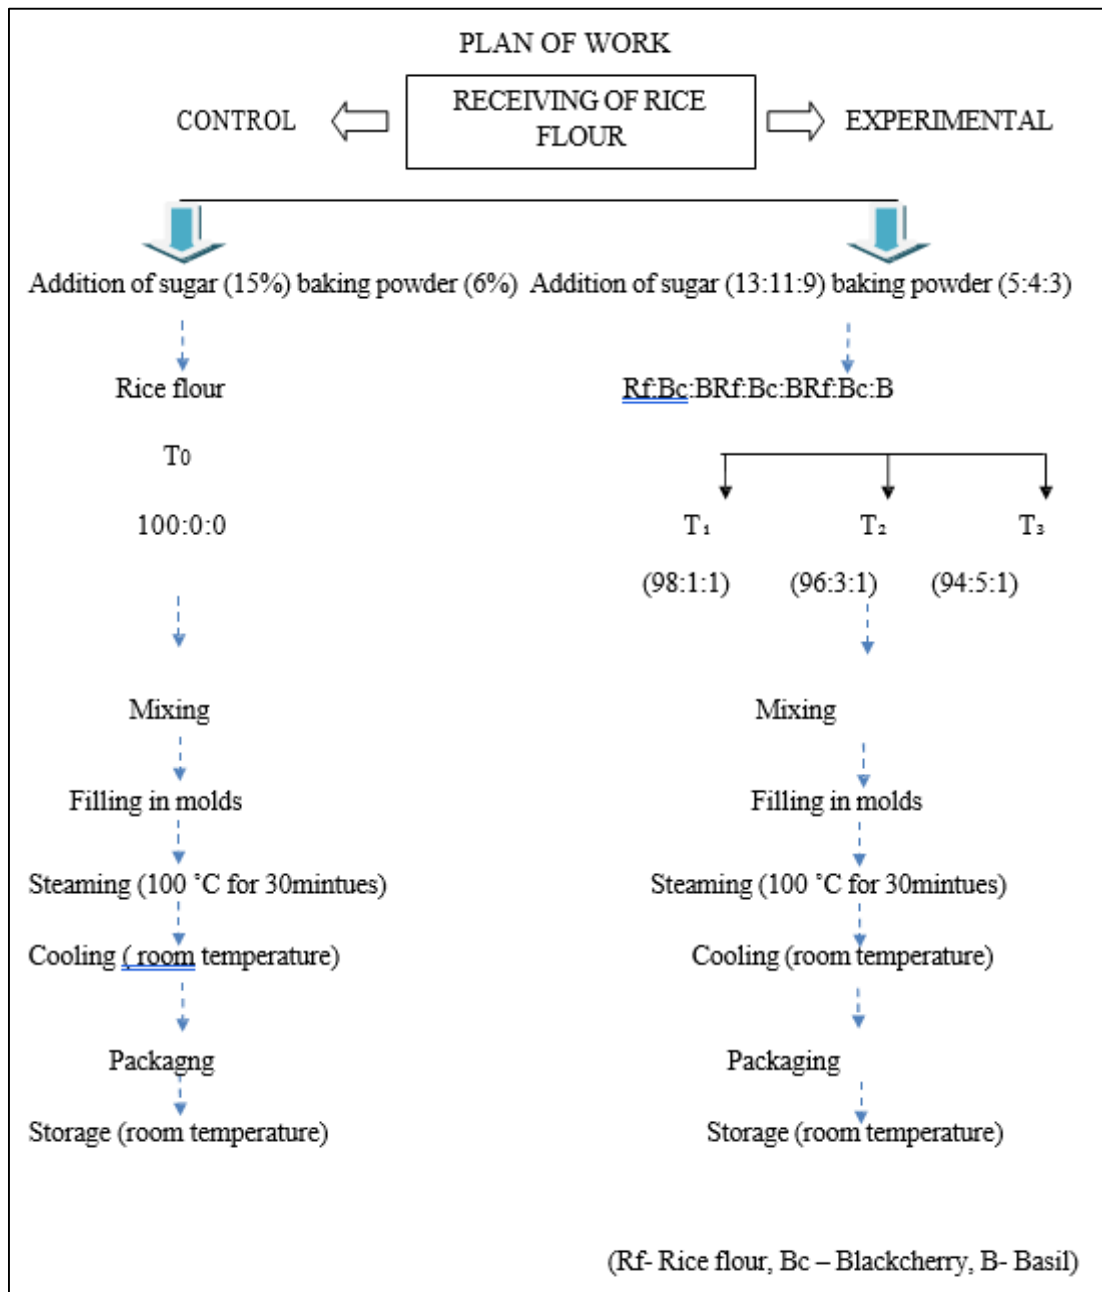 PLAN OF WORK
CONTROL
RECEIVING OF RICE
FLOUR
EXPERIMENTAL
Addition of sugar (15%) baking powder (6%)
Addition of sugar (13:11:9) baking powder (5:4:3)
Rice flour
Rf:Bc:BRf:Bc:BRf:Bc:B
T0
100:0:0
T₁
T₂
T₃
(98:1:1)
(96:3:1)
(94:5:1)
Mixing
Mixing
Filling in molds
Filling in molds
Steaming (100 ˚C for 30mintues)
Steaming (100 ˚C for 30mintues)
Cooling ( room temperature)
Cooling (room temperature)
Packagng
Packaging
Storage (room temperature)
Storage (room temperature)
(Rf- Rice flour, Bc – Blackcherry, B- Basil)